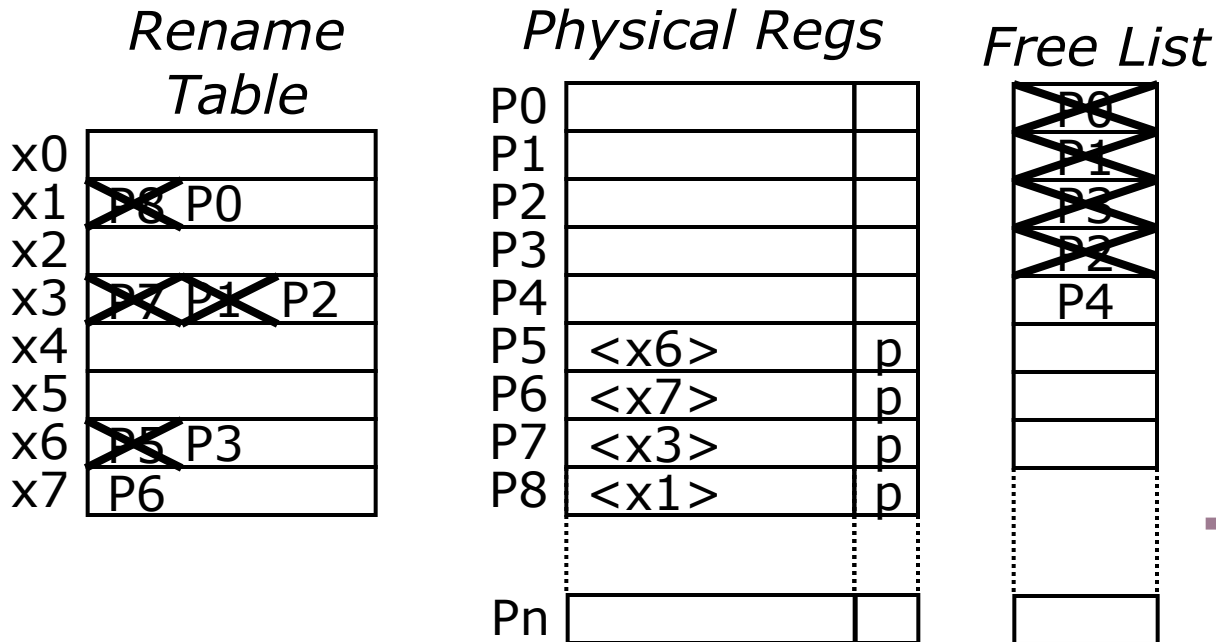 Rename
Table
x0
x1 P8 P0
x2
x3 P7 P1 P2
x4
x5
x6 P5 P3
x7 P6
Physical Regs
P0
P1
P2
P3
P4
P5 <x6> p
P6 <x7> p
P7 <x3> p
P8 <x1> p
Pn
Free List
P0
P1
P3
P2
P4